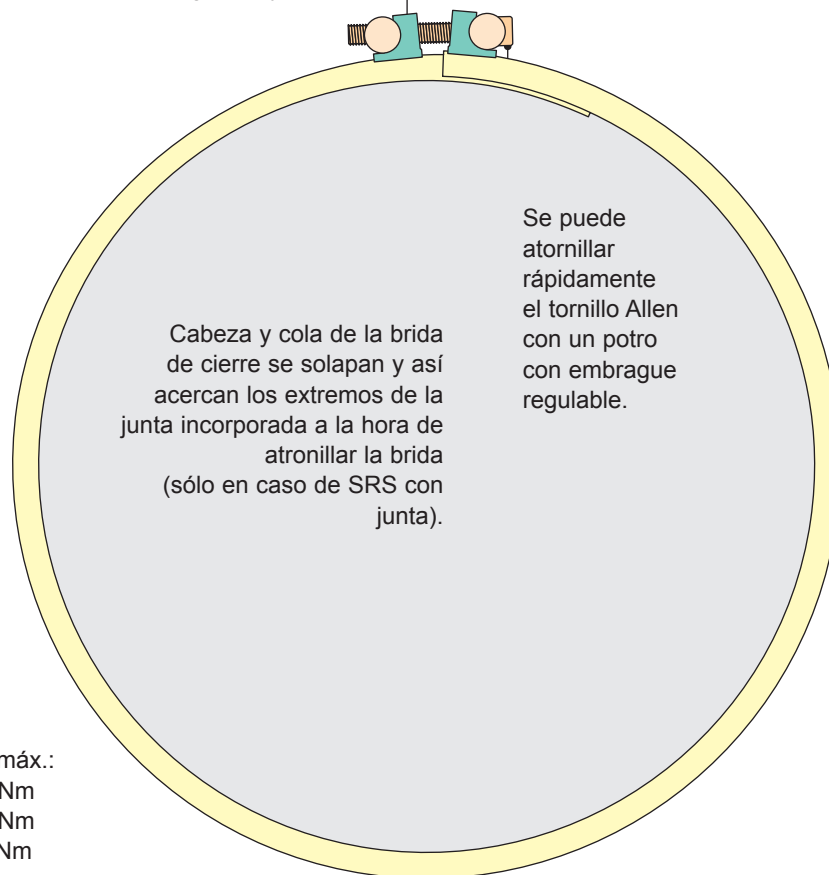 Se puede
atornillar
rápidamente
el tornillo Allen
con un potro
con embrague
regulable.
Cabeza y cola de la brida
de cierre se solapan y así
acercan los extremos de la
junta incorporada a la hora de
atronillar la brida
(sólo en caso de SRS con
junta).
máx.:
Nm
Nm
Nm